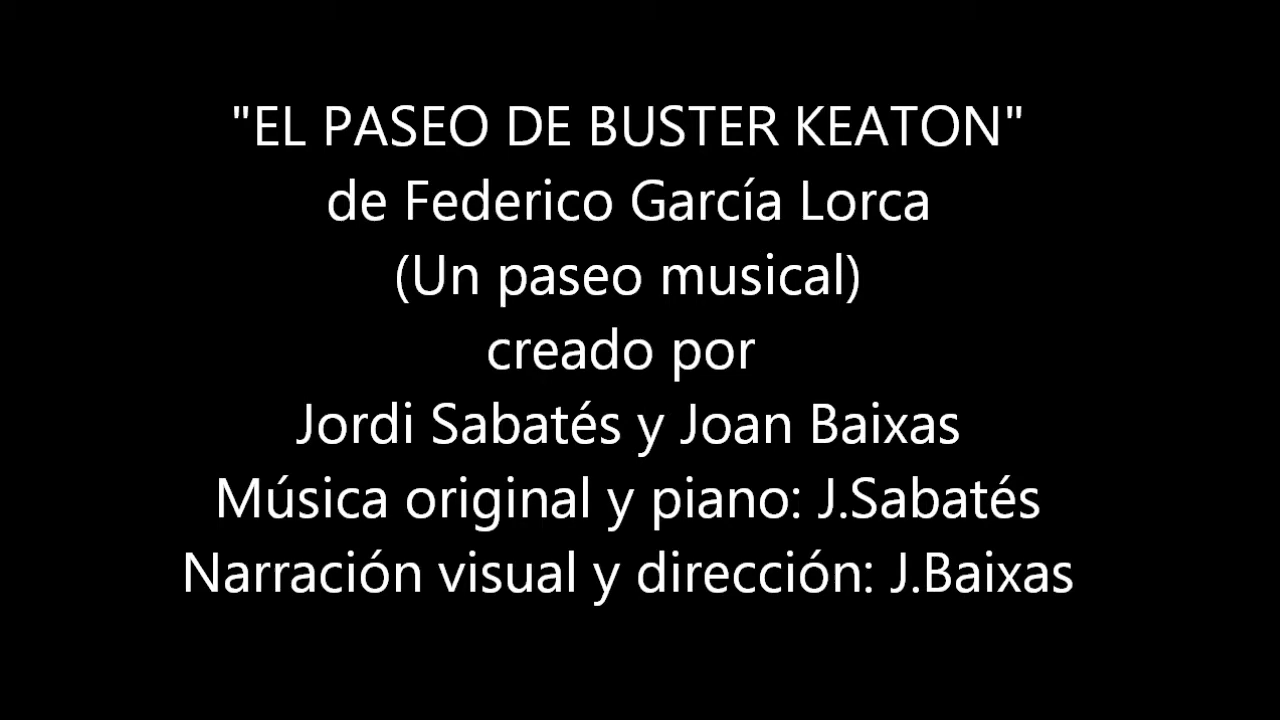 "EL PASEO DE BUSTER KEATON"
de Federico García Lorca
(Un paseo musical)
creado por
Jordi Sabatés y Joan Baixas
Música original y piano: J.Sabatés
Narración visual y dirección: J.Baixas